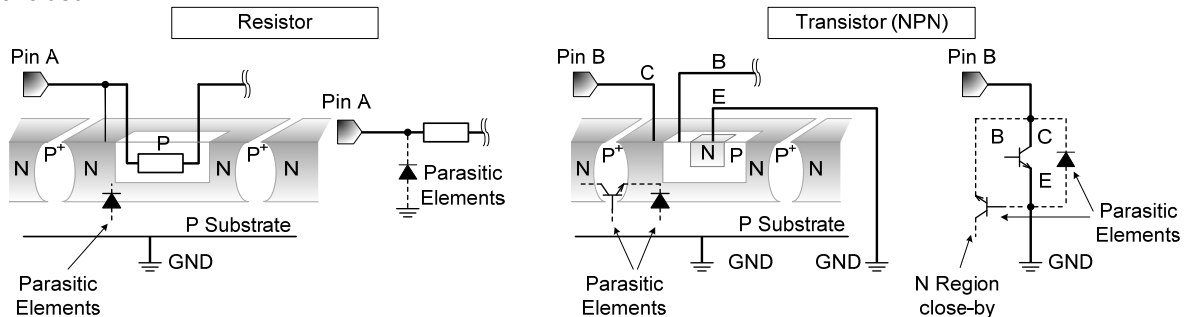 Resistor
Pin A
P
N
P+
N
N
P+
N
P Substrate
GND
Parasitic
Elements
Pin A
Parasitic
Elements
Transistor (NPN)
Pin B
C
B
E
N
P+
N
N
P
P+
N
P Substrate
GND
GND
Parasitic
Elements
Pin B
B
C
E
Parasitic
Elements
GND
N Region
close-by